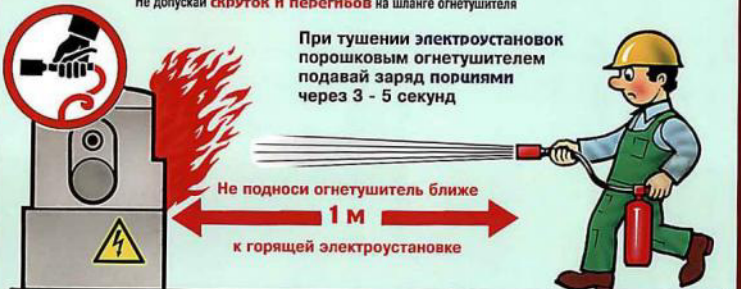 Не допускай скруток и перегибов на шланге огнетушителя
При тушении электроустановок
порошковым огнетушителем
подавай заряд порциями
через 3 - 5 секунд
Не подноси огнетушитель ближе
1 м
к горящей электроустановке